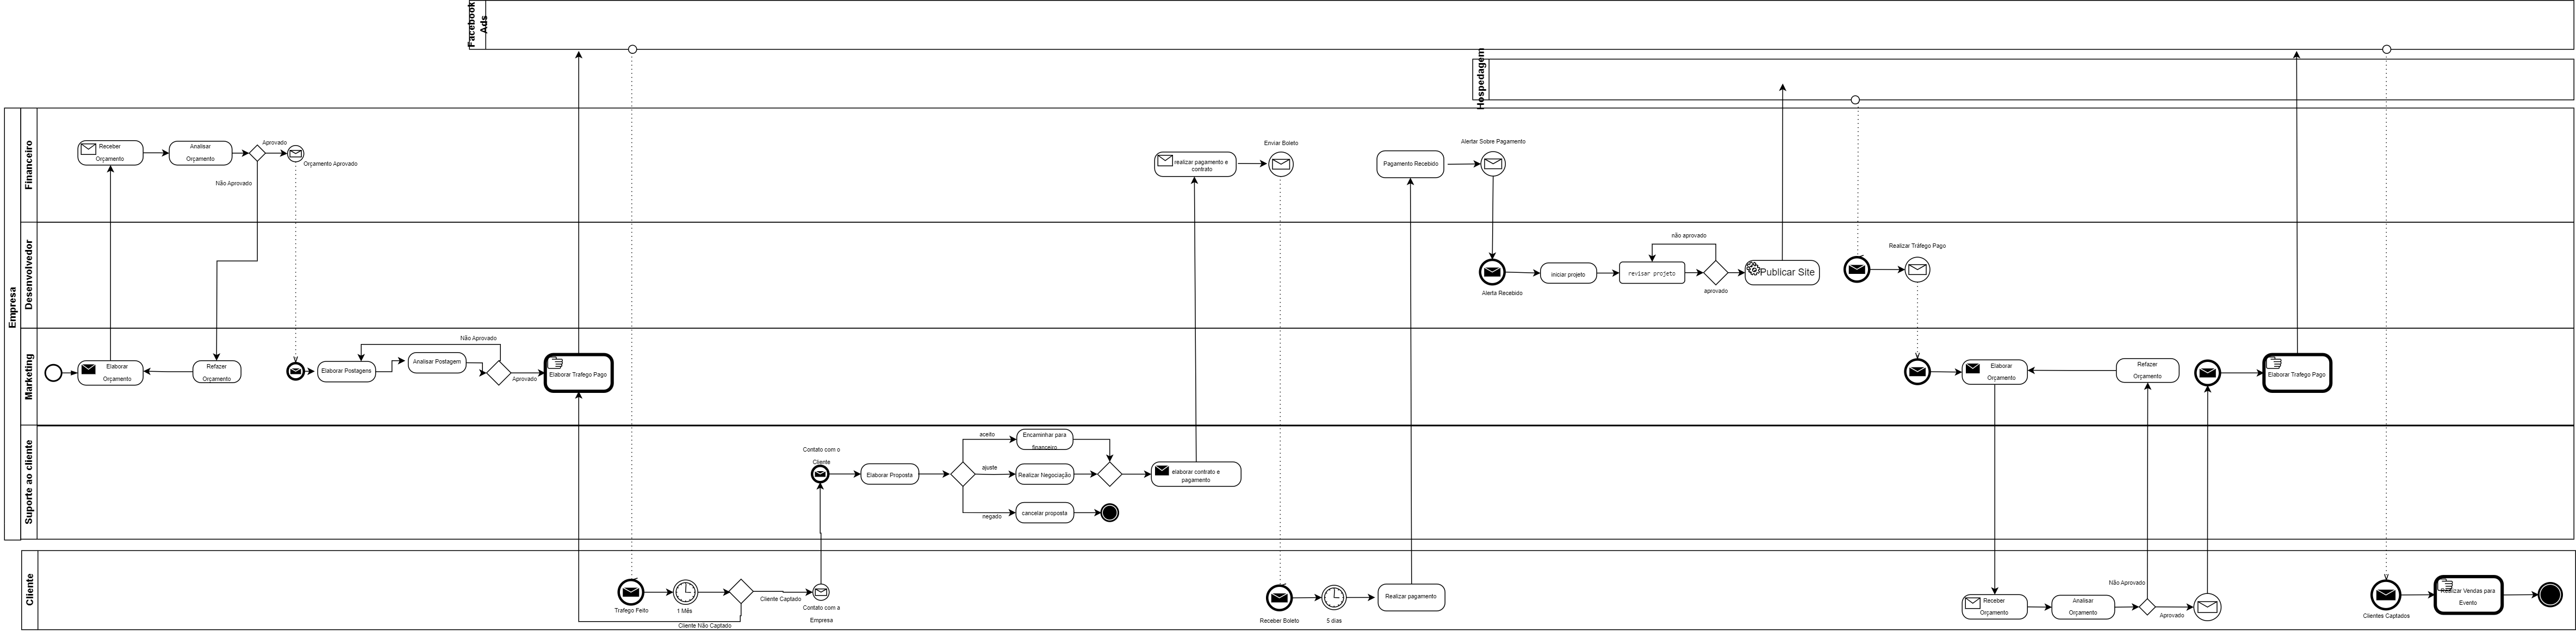 Facebook
Ads
Hospedagem
Empresa
Financeiro
Receber
Orçamento
Analisar
Orçamento
Aprovado
Orçamento Aprovado
Não Aprovado
realizar pagamento e
contrato
Enviar Boleto
Pagamento Recebido
Alertar Sobre Pagamento
Desenvolvedor
Alerta Recebido
iniciar projeto
revisar projeto
não aprovado
aprovado
Publicar Site
Realizar Tráfego Pago
Marketing
Elaborar
Orçamento
Refazer
Orçamento
Elaborar Postagens
Analisar Postagem
Não Aprovado
Aprovado
Elaborar Trafego Pago
Elaborar
Orçamento
Refazer
Orçamento
Elaborar Trafego Pago
Suporte ao cliente
Contato com o
Cliente
Elaborar Proposta
aceito
Encaminhar para
financeiro
ajuste
Realizar Negociação
negado
cancelar proposta
elaborar contrato e
pagamento
Cliente
Trafego Feito
1 Mês
Cliente Captado
Cliente Não Captado
Contato com a
Empresa
Receber Boleto
5 dias
Realizar pagamento
Receber
Orçamento
Analisar
Orçamento
Não Aprovado
Aprovado
Clientes Captados
Realizar Vendas para
Evento